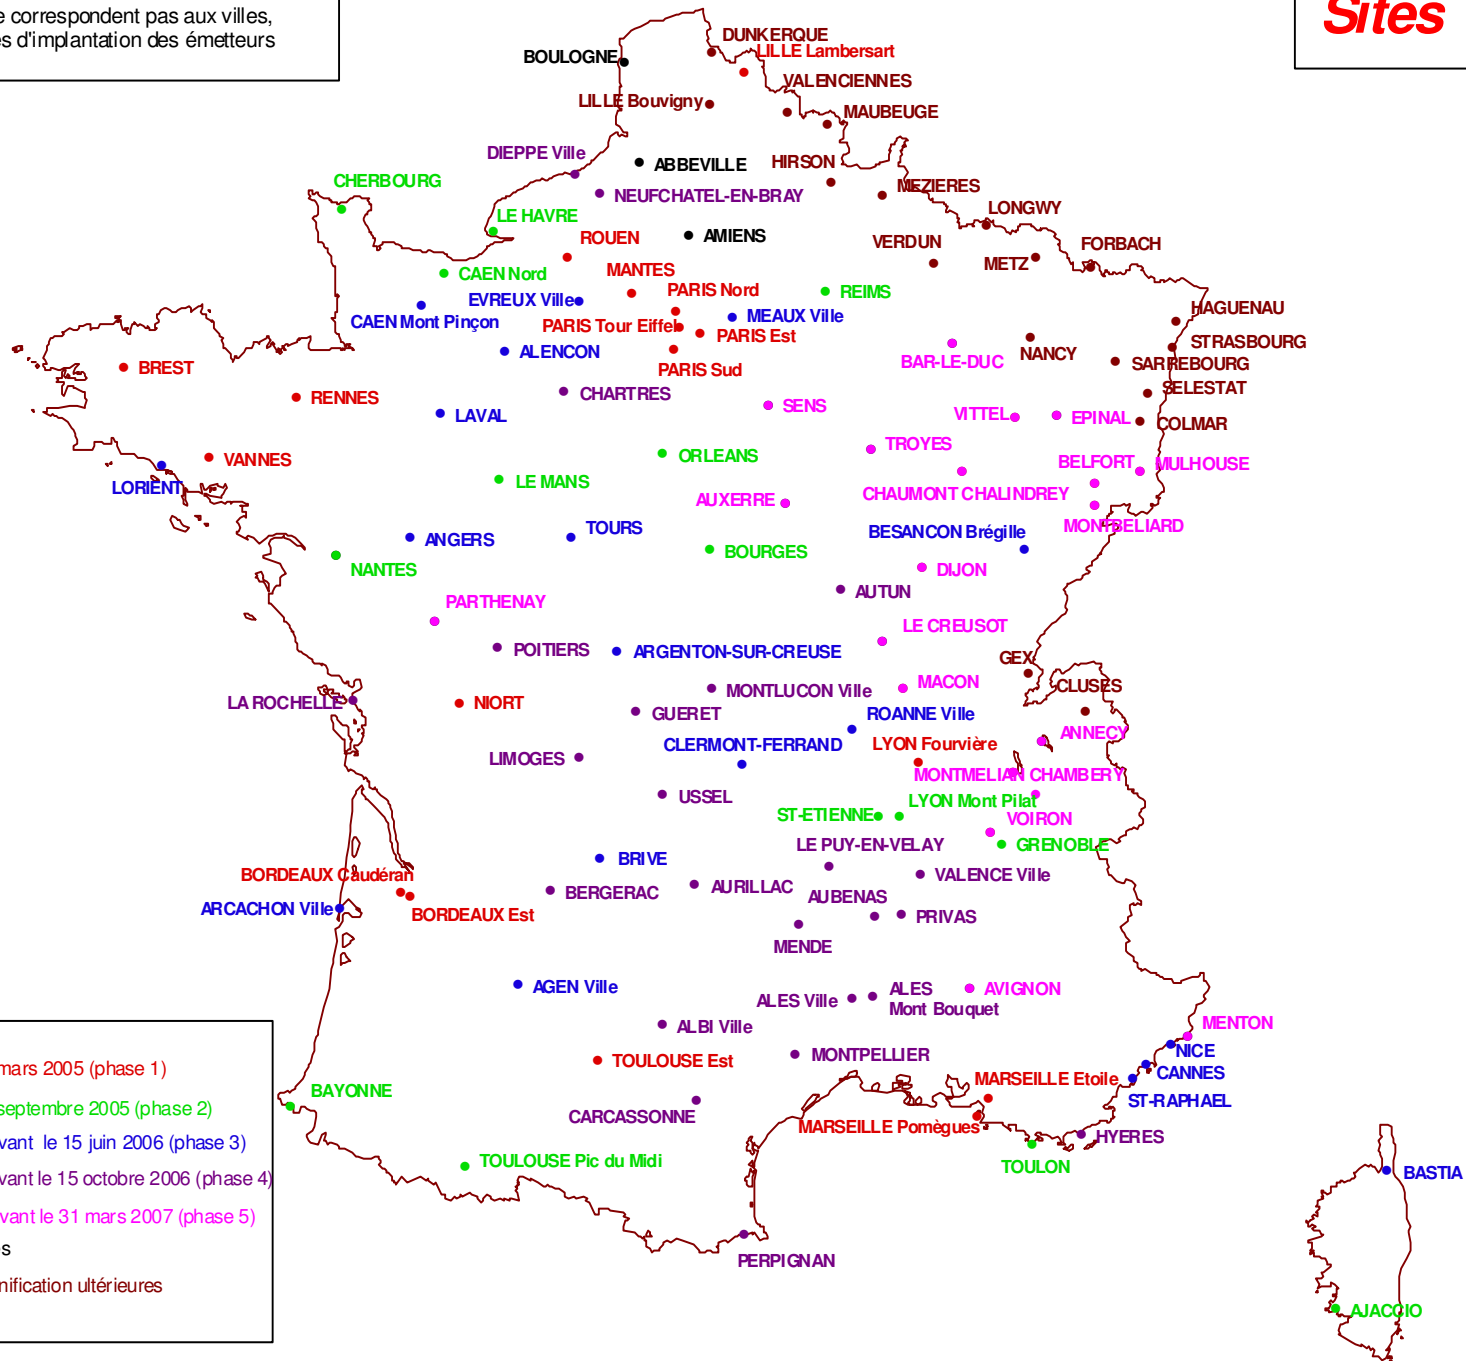 e correspondent pas aux villes,
es d'implantation des émetteurs
Sites
DUNKERQUE
BOULOGNE
LILLE Lambersart
VALENCIENNES
LILLE Bouvigny
MAUBEUGE
DIEPPE Ville
ABBEVILLE
HIRSON
CHERBOURG
NEUFCHATEL-EN-BRAY
MEZIERES
LE HAVRE
LONGWY
ROUEN
AMIENS
VERDUN
FORBACH
CAEN Nord
MANTES
METZ
EVREUX Ville
PARIS Nord
REIMS
CAEN Mont Pinçon
PARIS Tour Eiffel
MEAUX Ville
HAGUENAU
PARIS Est
ALENCON
NANCY
STRASBOURG
BREST
PARIS Sud
BAR-LE-DUC
SARREBOURG
RENNES
CHARTRES
SELESTAT
LAVAL
SENS
VITTEL
EPINAL
COLMAR
VANNES
ORLEANS
TROYES
BELFORT
MULHOUSE
LORIENT
LE MANS
AUXERRE
CHAUMONT CHALINDREY
MONTBELIARD
ANGERS
TOURS
BESANCON Brégille
NANTES
BOURGES
DIJON
AUTUN
PARTHENAY
LE CREUSOT
POITIERS
ARGENTON-SUR-CREUSE
GEX
MACON
CLUSES
LA ROCHELLE
NIORT
MONTLUCON Ville
GUERET
ROANNE Ville
ANNECY
CLERMONT-FERRAND
LYON Fourvière
LIMOGES
MONTMELIAN CHAMBERY
USSEL
LYON Mont Pilat
ST-ETIENNE
VOIRON
LE PUY-EN-VELAY
GRENOBLE
BRIVE
BORDEAUX Caudéran
BERGERAC
AURILLAC
VALENCE Ville
AUBENAS
ARCACHON Ville
BORDEAUX Est
PRIVAS
MENDE
AGEN Ville
ALES Ville
ALES
Mont Bouquet
AVIGNON
ALBI Ville
MENTON
TOULOUSE Est
MONTPELLIER
NICE
CANNES
MARSEILLE Etoile
ST-RAPHAEL
BAYONNE
CARCASSONNE
MARSEILLE Pomègues
HYERES
TOULON
TOULOUSE Pic du Midi
BASTIA
PERPIGNAN
AJACCIO
mars 2005 (phase 1)
septembre 2005 (phase 2)
vant le 15 juin 2006 (phase 3)
vant le 15 octobre 2006 (phase 4)
vant le 31 mars 2007 (phase 5)
s
nification ultérieures